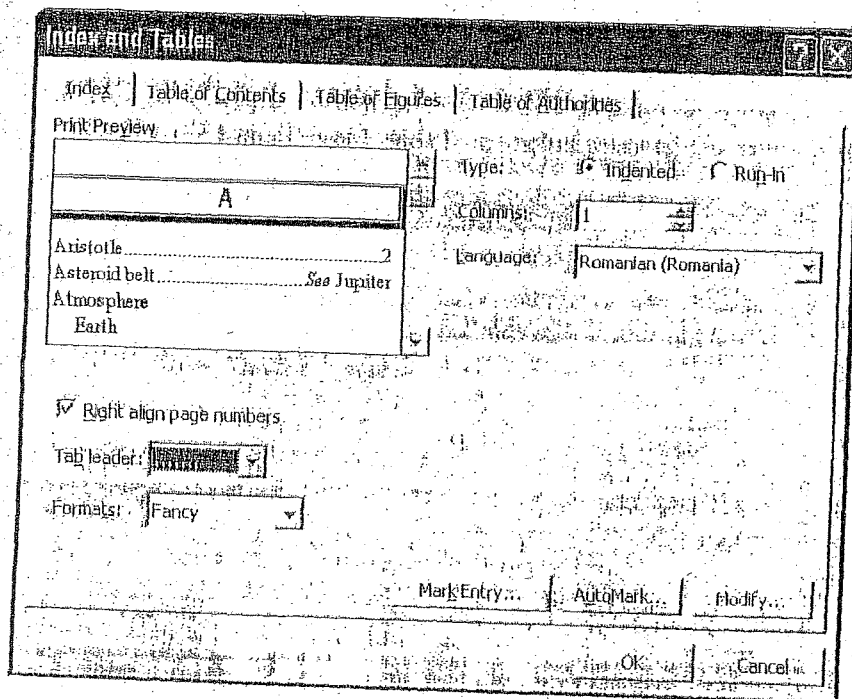 Index and Tables
Index Table of Contents Table of Figures Table of Authorities
Print Preview
Type: Indented Run-in
A
Columns: 1
Aristotle 2
Language: Romanian (Romania)
Asteroid belt See Jupiter
Atmosphere
Earth
Right align page numbers
Tab leader:
Formats: Fancy
Mark Entry... AutoMark... Modify...
OK Cancel